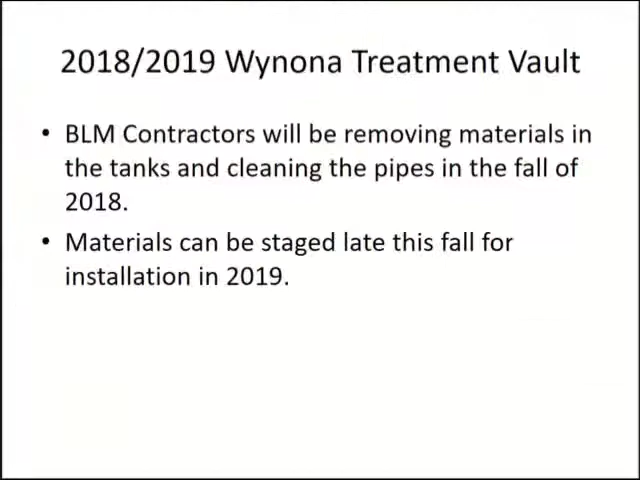 2018/2019 Wynona Treatment Vault
• BLM Contractors will be removing materials in
the tanks and cleaning the pipes in the fall of
2018.
• Materials can be staged late this fall for
installation in 2019.